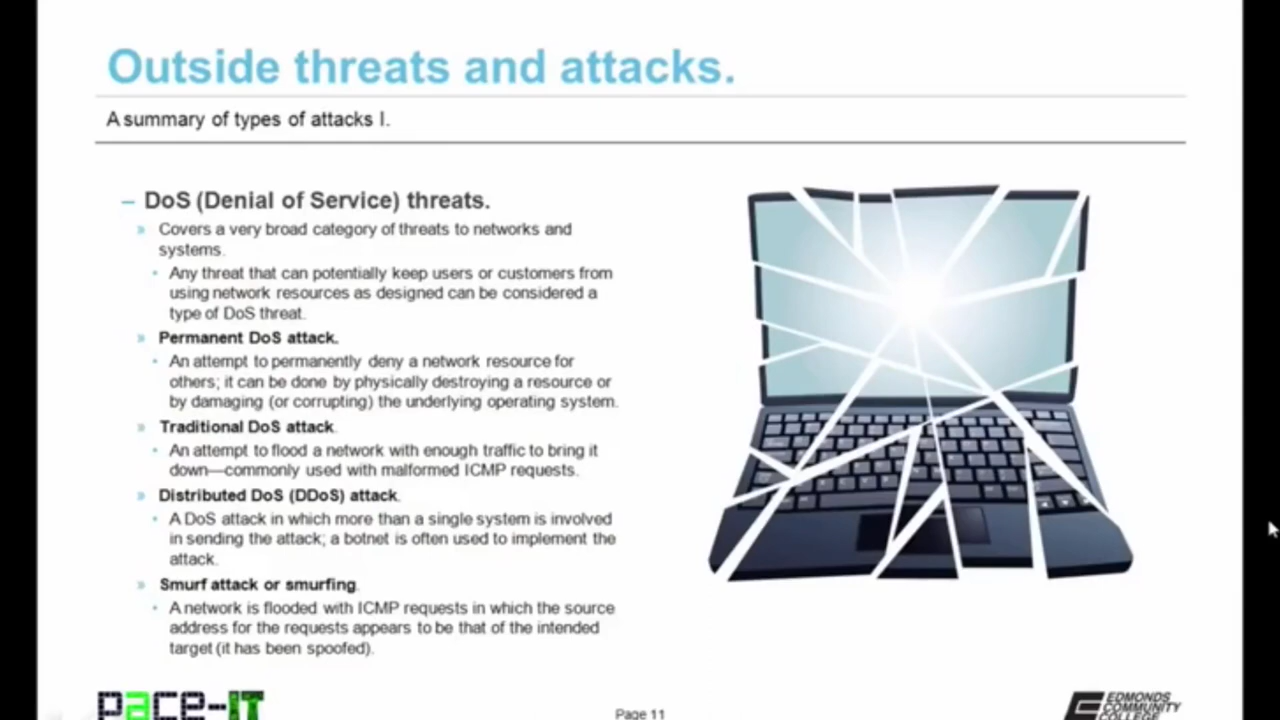 Outside threats and attacks.
A summary of types of attacks I.
– DoS (Denial of Service) threats.
» Covers a very broad category of threats to networks and
systems.
• Any threat that can potentially keep users or customers from
using network resources as designed can be considered a
type of DoS threat.
» Permanent DoS attack.
• An attempt to permanently deny a network resource for
others; it can be done by physically destroying a resource or
by damaging (or corrupting) the underlying operating system.
» Traditional DoS attack.
• An attempt to flood a network with enough traffic to bring it
down—commonly used with malformed ICMP requests.
» Distributed DoS (DDoS) attack.
• A DoS attack in which more than a single system is involved
in sending the attack; a botnet is often used to implement the
attack.
» Smurf attack or smurfing.
• A network is flooded with ICMP requests in which the source
address for the requests appears to be that of the intended
target (it has been spoofed).
pace-IT
Page 11
EDMONDS
COMMUNITY
COLLEGE